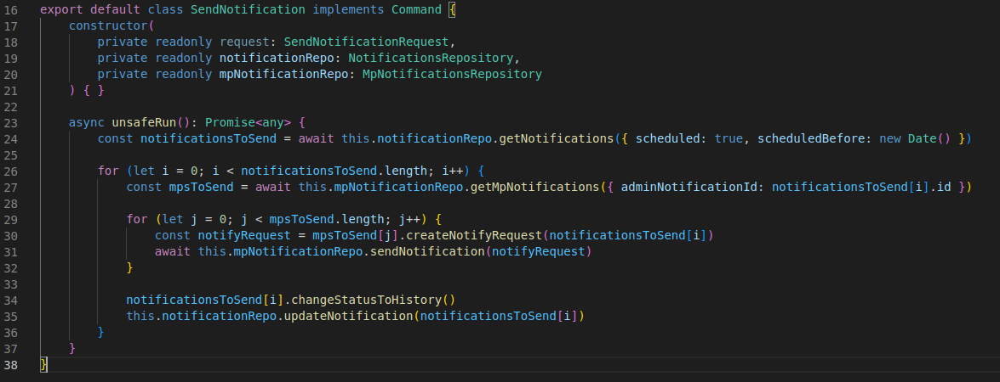 16 export default class SendNotification implements Command {
17     constructor(
18         private readonly request: SendNotificationRequest,
19         private readonly notificationRepo: NotificationsRepository,
20         private readonly mpNotificationRepo: MpNotificationsRepository
21     ) { }
22
23     async unsafeRun(): Promise<any> {
24         const notificationsToSend = await this.notificationRepo.getNotifications({ scheduled: true, scheduledBefore: new Date() })
25
26         for (let i = 0; i < notificationsToSend.length; i++) {
27             const mpsToSend = await this.mpNotificationRepo.getMpNotifications({ adminNotificationId: notificationsToSend[i].id })
28
29             for (let j = 0; j < mpsToSend.length; j++) {
30                 const notifyRequest = mpsToSend[j].createNotifyRequest(notificationsToSend[i])
31                 await this.mpNotificationRepo.sendNotification(notifyRequest)
32             }
33
34             notificationsToSend[i].changeStatusToHistory()
35             this.notificationRepo.updateNotification(notificationsToSend[i])
36         }
37     }
38 }